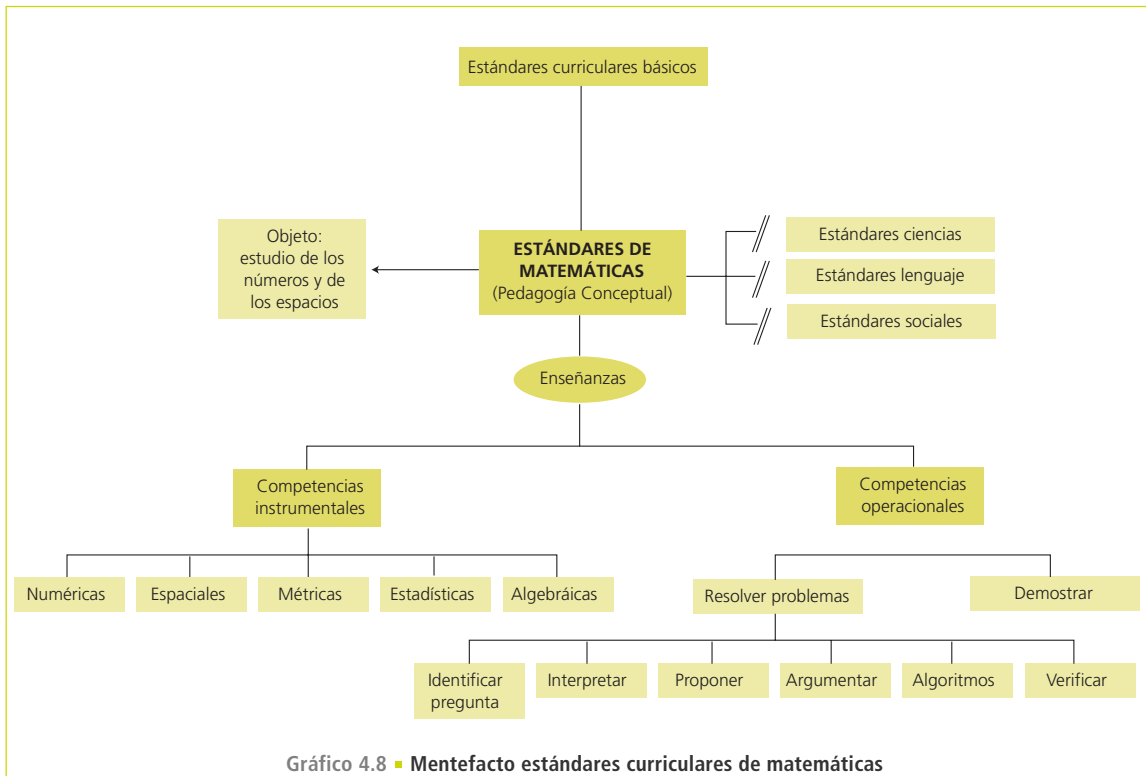 Estándares curriculares básicos
Objeto:
estudio de los
números y de
los espacios
ESTÁNDARES DE
MATEMÁTICAS
(Pedagogía Conceptual)
Estándares ciencias
Estándares lenguaje
Estándares sociales
Enseñanzas
Competencias
instrumentales
Competencias
operacionales
Numéricas
Espaciales
Métricas
Estadísticas
Algebráicas
Resolver problemas
Demostrar
Identificar
pregunta
Interpretar
Proponer
Argumentar
Algoritmos
Verificar
Gráfico 4.8 ▪ Mentefacto estándares curriculares de matemáticas